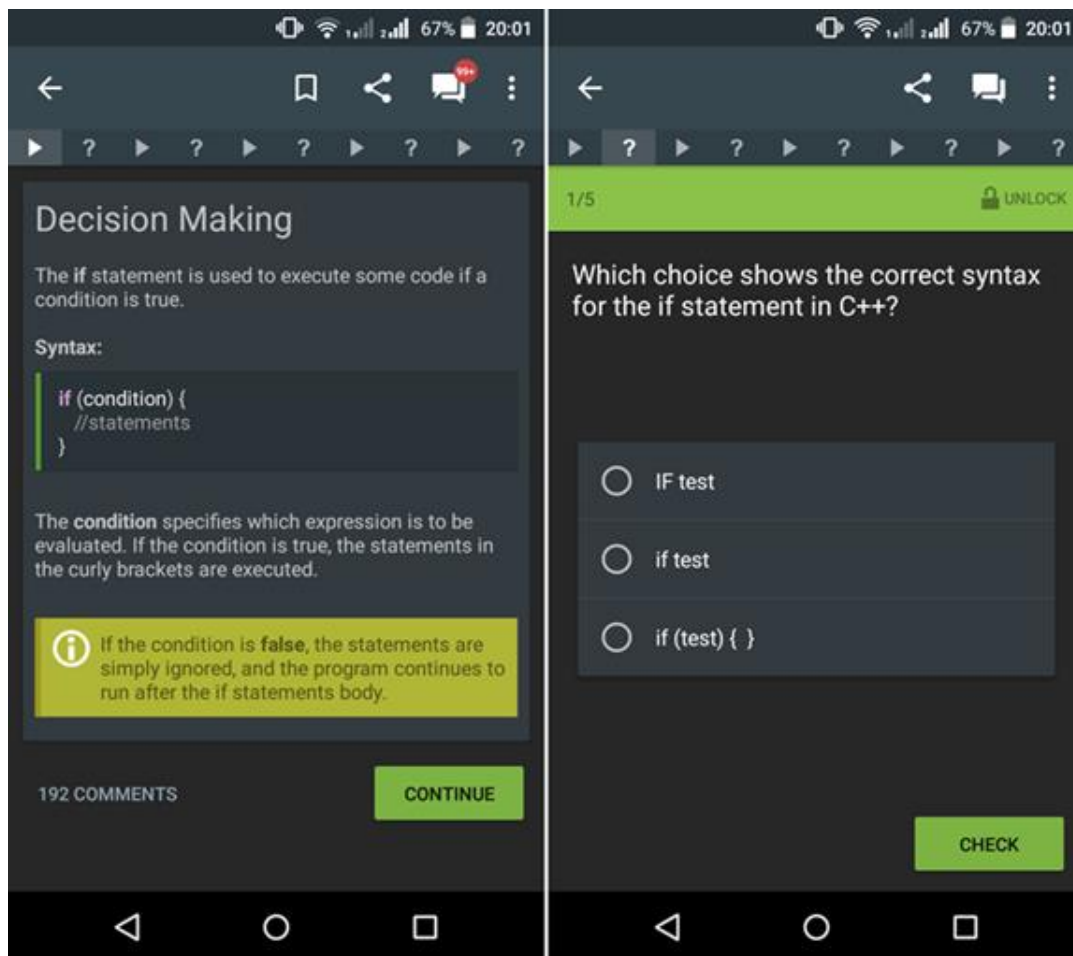 67% 20:01
99+
? ? ? ? ?
Decision Making
The if statement is used to execute some code if a
condition is true.
Syntax:
if (condition) {
//statements
}
The condition specifies which expression is to be
evaluated. If the condition is true, the statements in
the curly brackets are executed.
If the condition is false, the statements are
simply ignored, and the program continues to
run after the if statements body.
192 COMMENTS
CONTINUE
67% 20:01
? ? ? ? ?
1/5
UNLOCK
Which choice shows the correct syntax
for the if statement in C++?
IF test
if test
if (test) { }
CHECK